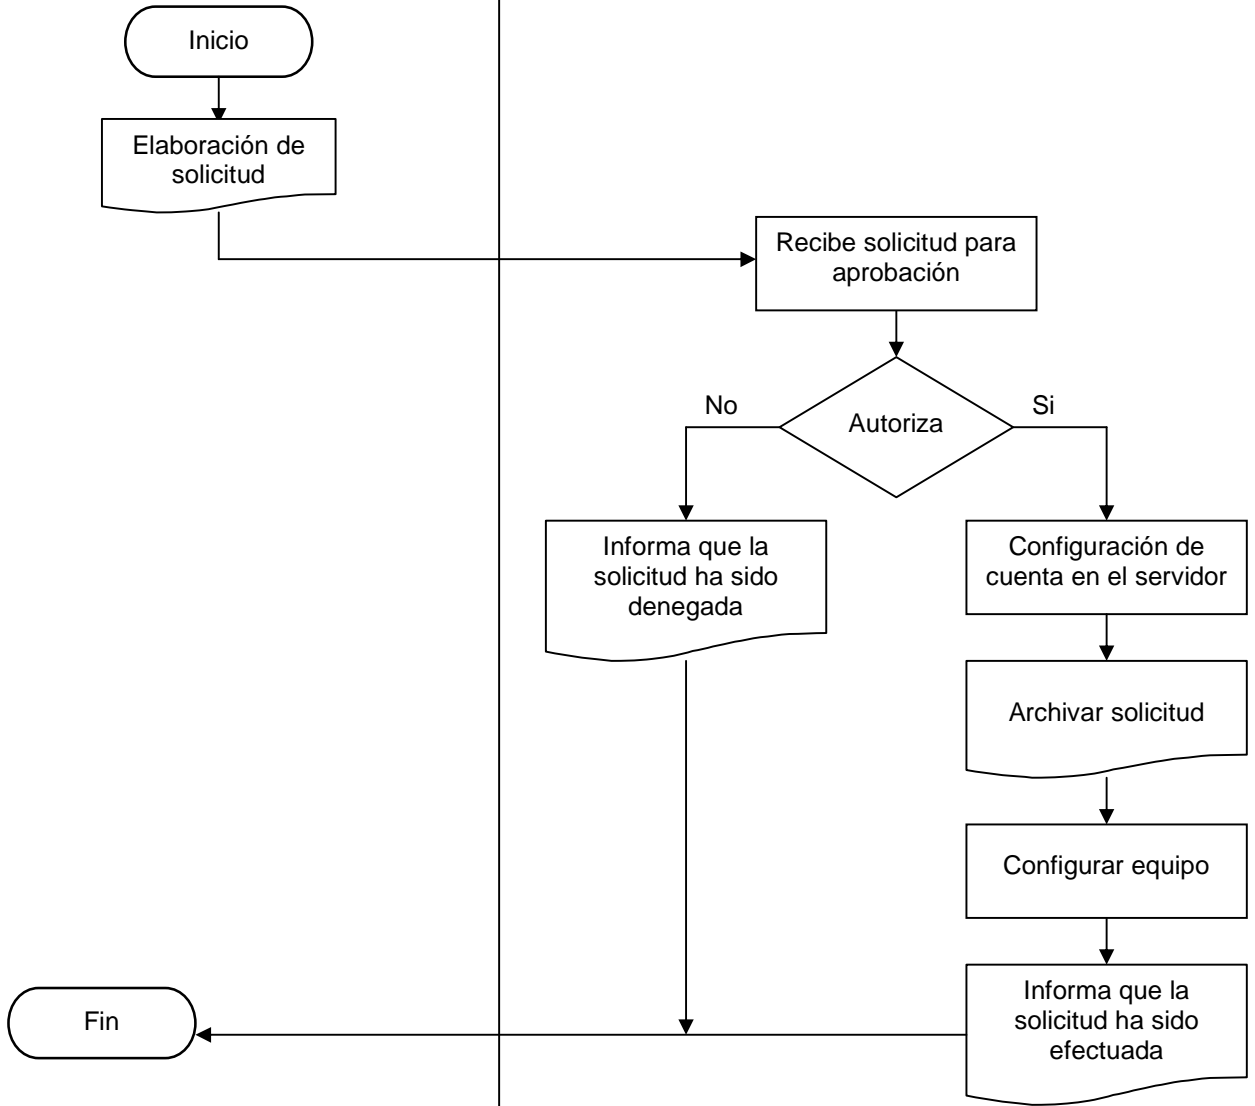 Inicio
Elaboración de
solicitud
Recibe solicitud para
aprobación
Autoriza
No
Si
Informa que la
solicitud ha sido
denegada
Configuración de
cuenta en el servidor
Archivar solicitud
Configurar equipo
Informa que la
solicitud ha sido
efectuada
Fin